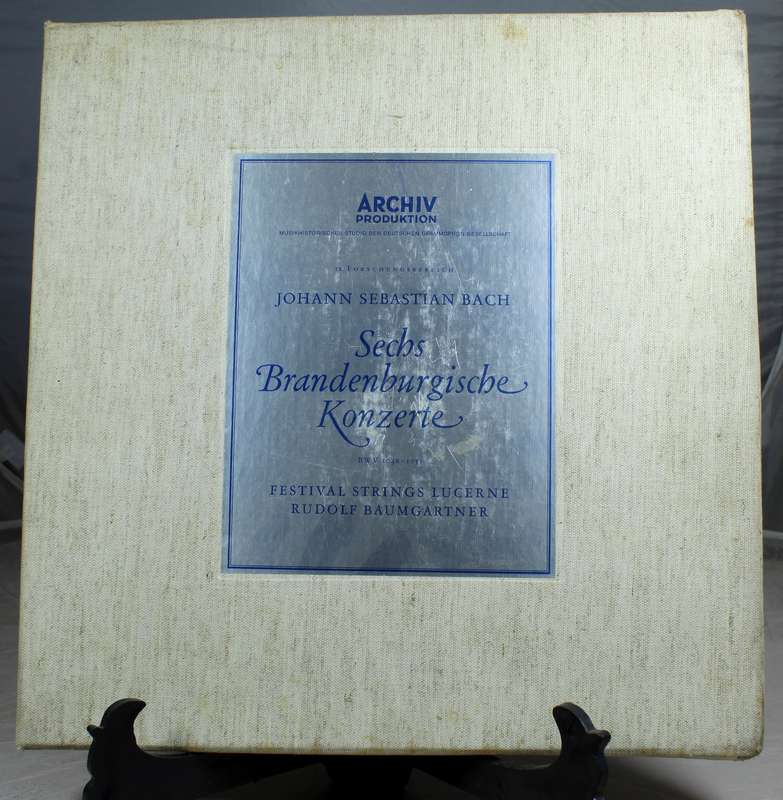 ARCHIV
PRODUKTION
MUSIKHISTORISCHES STUDIO DER DEUTSCHEN GRAMMOPHON GESELLSCHAFT
FORSCHUNGSBEREICH
JOHANN SEBASTIAN BACH
Sechs
Brandenburgische
Konzerte
BWV
FESTIVAL STRINGS LUCERNE
RUDOLF BAUMGARTNER